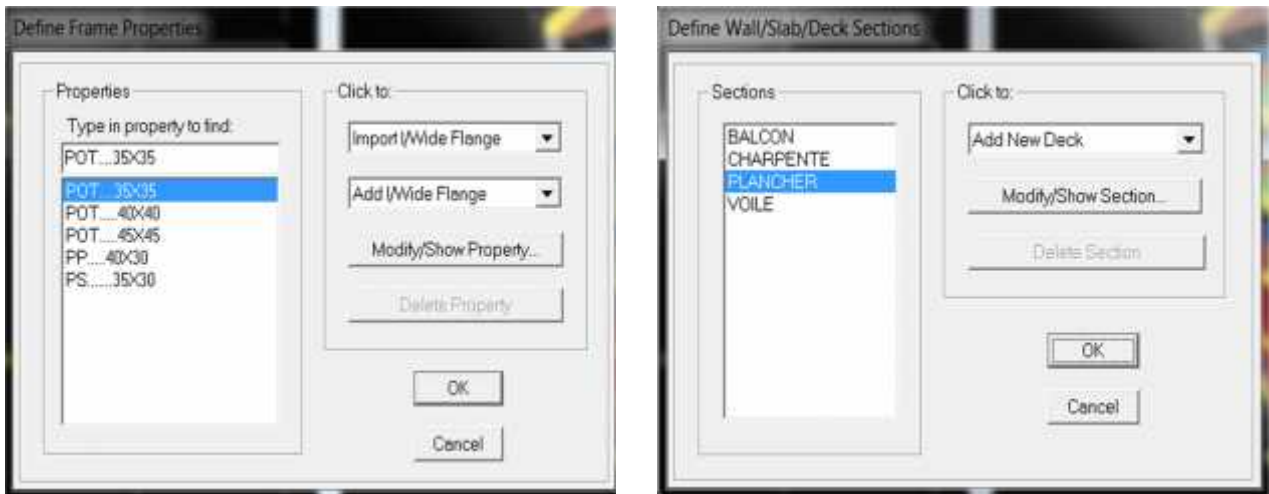 Define Frame Properties
Properties
Type in property to find:
POT...35X35
POT...35X35
POT....40X40
POT....45X45
PP....40X30
PS......35X30
Click to:
Import I/Wide Flange
Add I/Wide Flange
Modify/Show Property...
Delete Property
OK
Cancel
Define Wall/Slab/Deck Sections
Sections
BALCON
CHARPENTE
PLANCHER
VOILE
Click to:
Add New Deck
Modify/Show Section...
Delete Section
OK
Cancel